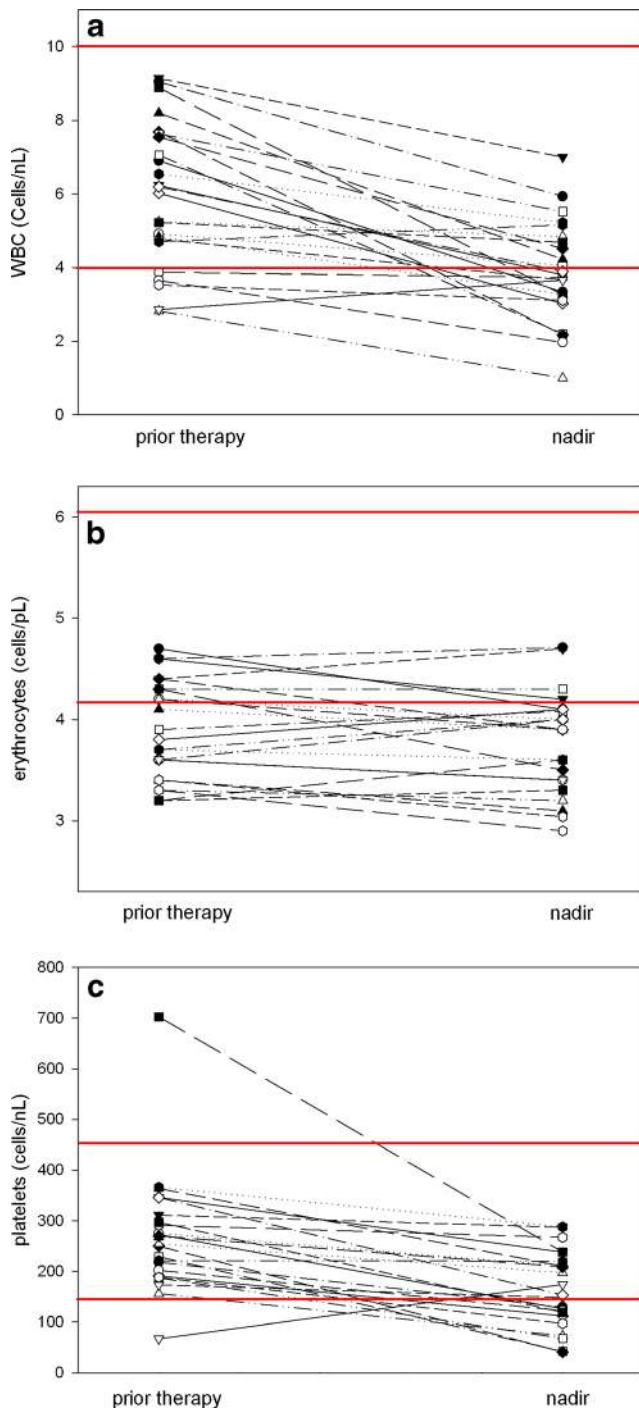 a
10
8
6
4
2
0
WBC (Cells/nL)
prior therapy nadir
b
6
5
4
3
erythrocytes (cells/pL)
prior therapy nadir
c
800
700
600
500
400
300
200
100
0
platelets (cells/nL)
prior therapy nadir